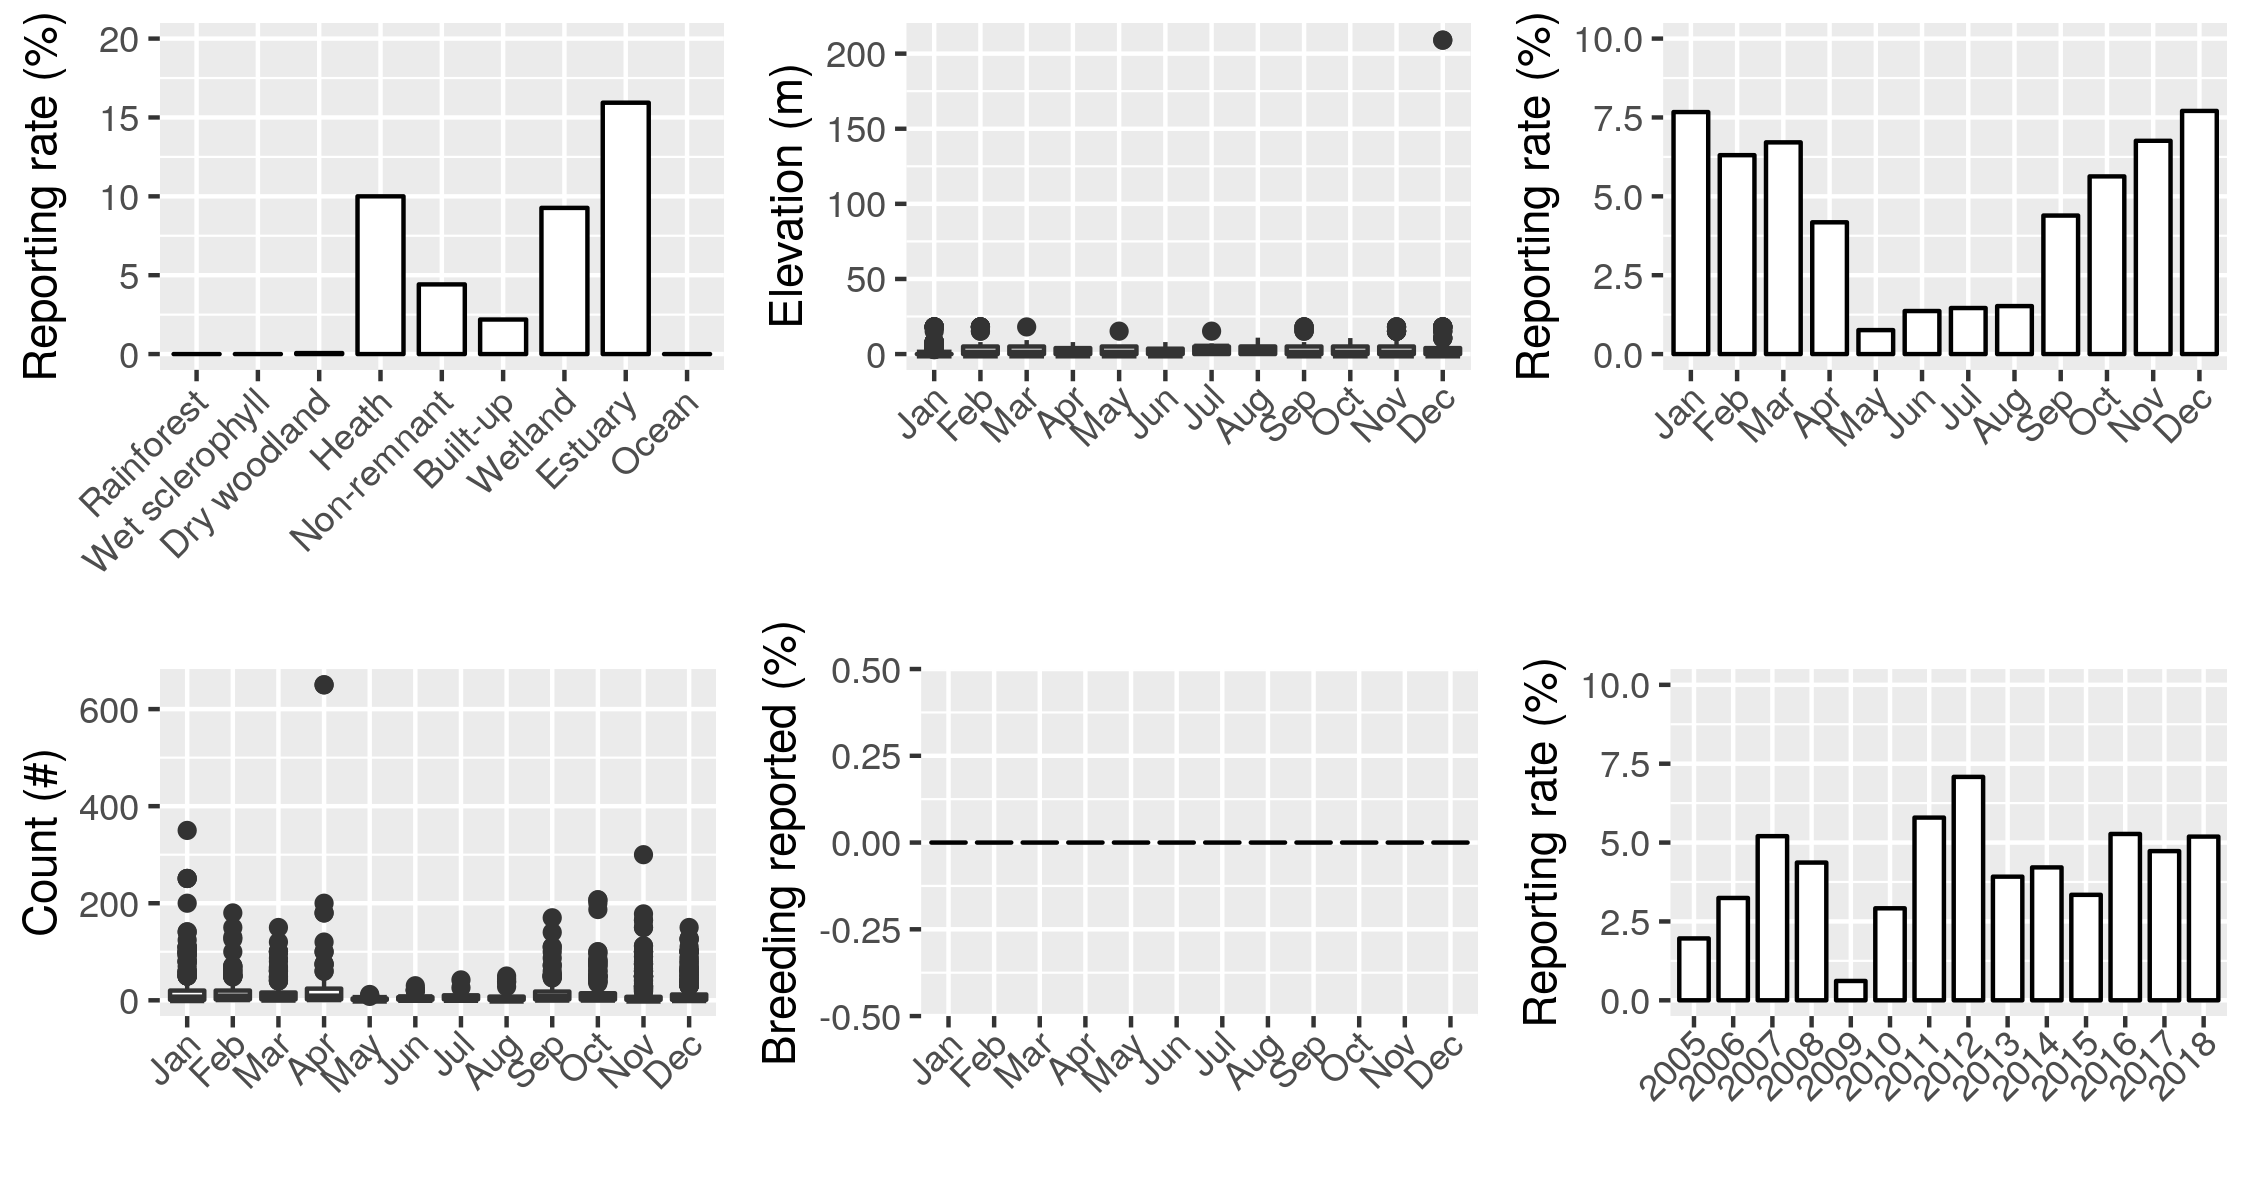 Reporting rate (%)
20
15
10
5
0
Rainforest
Wet sclerophyll
Dry woodland
Heath
Non-remnant
Built-up
Wetland
Estuary
Ocean
Elevation (m)
200
150
100
50
0
Jan
Feb
Mar
Apr
May
Jun
Jul
Aug
Sep
Oct
Nov
Dec
Reporting rate (%)
10.0
7.5
5.0
2.5
0.0
Jan
Feb
Mar
Apr
May
Jun
Jul
Aug
Sep
Oct
Nov
Dec
Count (#)
600
400
200
0
Jan
Feb
Mar
Apr
May
Jun
Jul
Aug
Sep
Oct
Nov
Dec
Breeding reported (%)
0.50
0.25
0.00
-0.25
-0.50
Jan
Feb
Mar
Apr
May
Jun
Jul
Aug
Sep
Oct
Nov
Dec
Reporting rate (%)
10.0
7.5
5.0
2.5
0.0
2005
2006
2007
2008
2009
2010
2011
2012
2013
2014
2015
2016
2017
2018